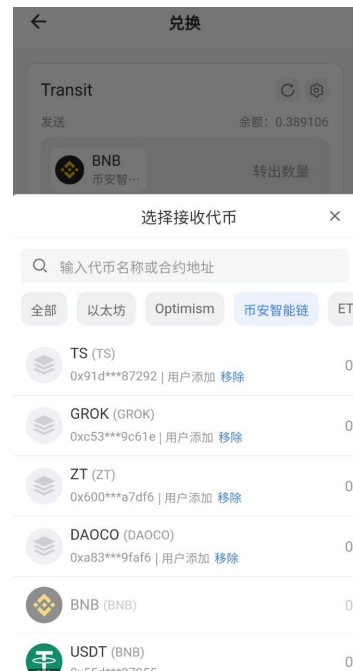 兑换
Transit
发送 余额: 0.389106
BNB
币安智… 转出数量
选择接收代币
输入代币名称或合约地址
全部 以太坊 Optimism 币安智能链 ET
TS (TS)
0x91d***87292 | 用户添加 移除 0
GROK (GROK)
0xc53***9c61e | 用户添加 移除 0
ZT (ZT)
0x600***a7df6 | 用户添加 移除 0
DAOCO (DAOCO)
0xa83***9faf6 | 用户添加 移除 0
BNB (BNB) 0
USDT (BNB) 0
0x55d***97955